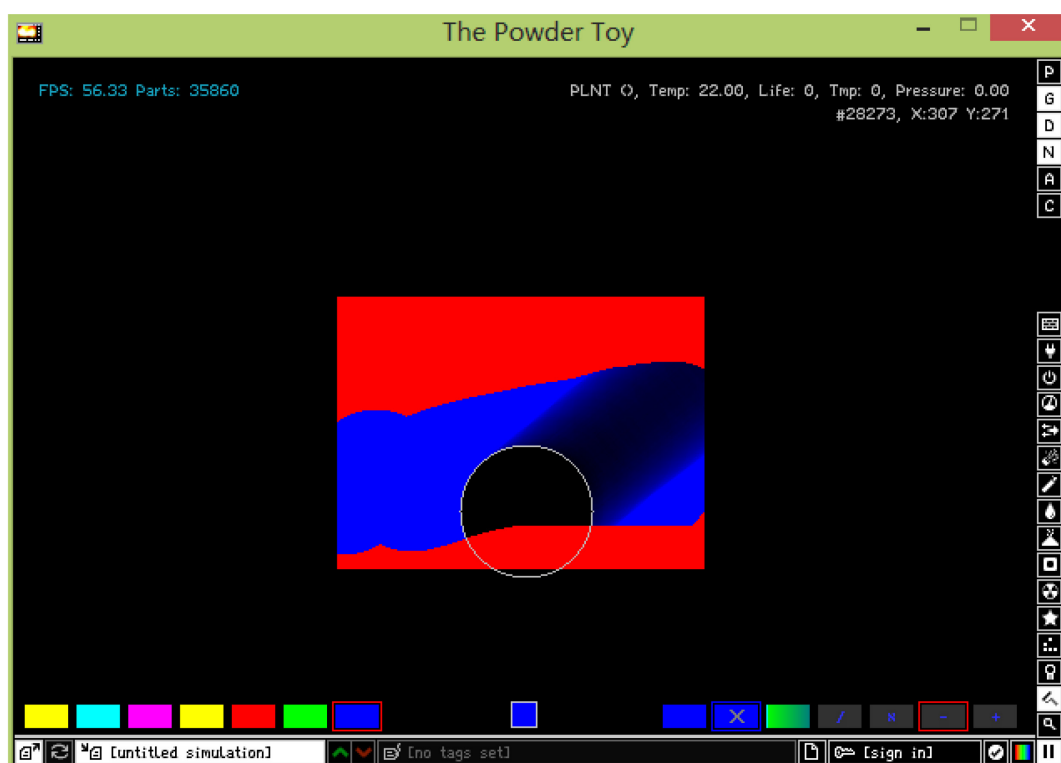 The Powder Toy
FPS: 56.33 Parts: 35860
PLNT (), Temp: 22.00, Life: 0, Tmp: 0, Pressure: 0.00
#28273, X:307 Y:271
P
G
D
N
A
C
[untitled simulation]
[no tags set]
[sign in]